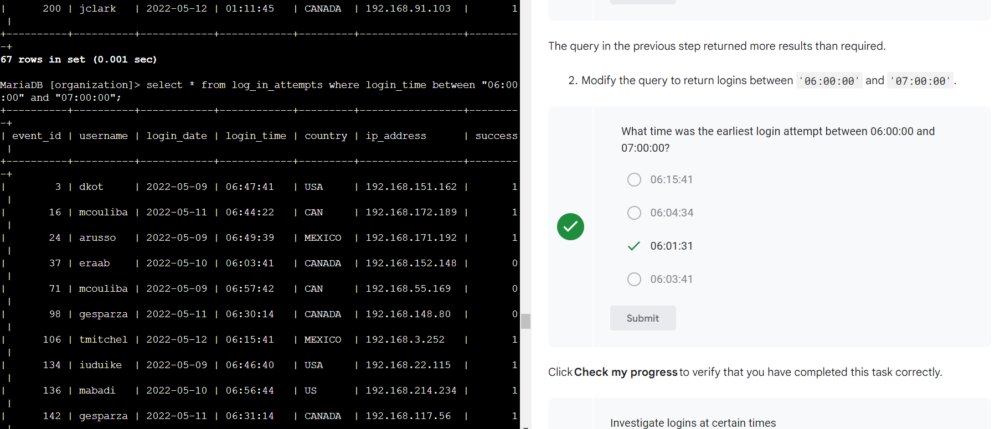 |      200 | jclark   | 2022-05-12 | 01:11:45   | CANADA  | 192.168.91.103  |       1
 |
+----------+----------+------------+------------+---------+-----------------+--------
-+
67 rows in set (0.001 sec)
MariaDB [organization]> select * from log_in_attempts where login_time between "06:00
:00" and "07:00:00";
+----------+----------+------------+------------+---------+-----------------+--------
-+
| event_id | username | login_date | login_time | country | ip_address      | success
 |
+----------+----------+------------+------------+---------+-----------------+--------
-+
|        3 | dkot     | 2022-05-09 | 06:47:41   | USA     | 192.168.151.162 |       1
 |
|       16 | mcouliba | 2022-05-11 | 06:44:22   | CAN     | 192.168.172.189 |       1
 |
|       24 | arusso   | 2022-05-09 | 06:49:39   | MEXICO  | 192.168.171.192 |       1
 |
|       37 | eraab    | 2022-05-10 | 06:03:41   | CANADA  | 192.168.152.148 |       0
 |
|       71 | mcouliba | 2022-05-09 | 06:57:42   | CAN     | 192.168.55.169  |       0
 |
|       98 | gesparza | 2022-05-11 | 06:30:14   | CANADA  | 192.168.148.80  |       0
 |
|      106 | tmitchel | 2022-05-12 | 06:15:41   | MEXICO  | 192.168.3.252   |       1
 |
|      134 | iuduike  | 2022-05-09 | 06:46:40   | USA     | 192.168.22.115  |       1
 |
|      136 | mabadi   | 2022-05-10 | 06:56:44   | US      | 192.168.214.234 |       1
 |
|      142 | gesparza | 2022-05-11 | 06:31:14   | CANADA  | 192.168.117.56  |       1
 |
The query in the previous step returned more results than required.
2. Modify the query to return logins between '06:00:00' and '07:00:00'.
What time was the earliest login attempt between 06:00:00 and
07:00:00?
06:15:41
06:04:34
06:01:31
06:03:41
Submit
Click Check my progress to verify that you have completed this task correctly.
Investigate logins at certain times